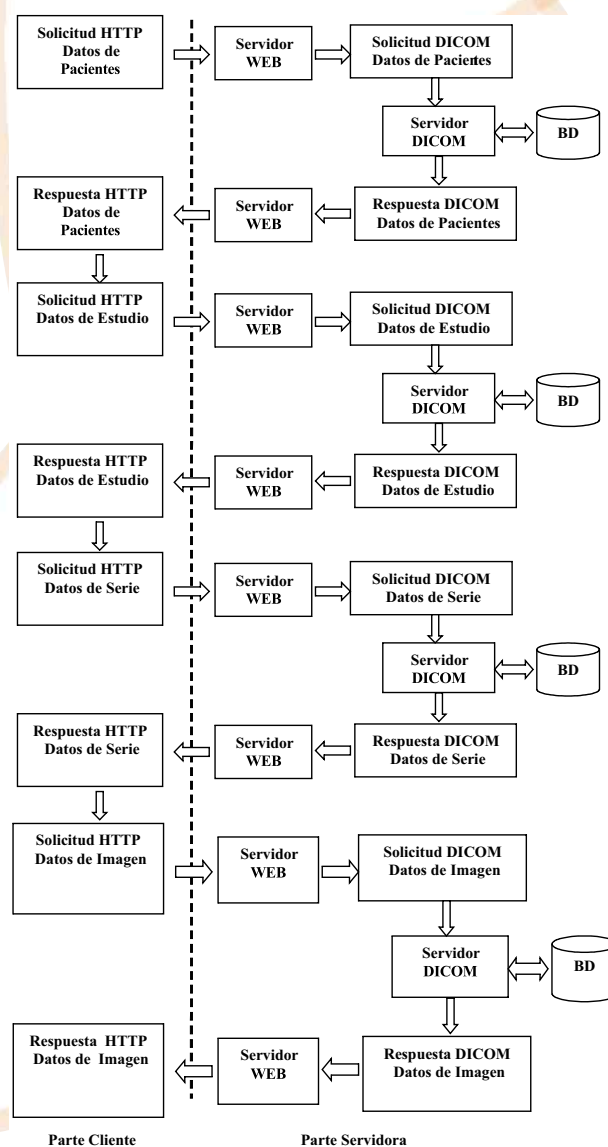 Solicitud HTTP
Datos de
Pacientes
Servidor
WEB
Solicitud DICOM
Datos de Pacientes
Servidor
DICOM
BD
Respuesta HTTP
Datos de
Pacientes
Servidor
WEB
Respuesta DICOM
Datos de Pacientes
Solicitud HTTP
Datos de Estudio
Servidor
WEB
Solicitud DICOM
Datos de Estudio
Servidor
DICOM
BD
Respuesta HTTP
Datos de Estudio
Servidor
WEB
Respuesta DICOM
Datos de Estudio
Solicitud HTTP
Datos de Serie
Servidor
WEB
Solicitud DICOM
Datos de Serie
Servidor
DICOM
BD
Respuesta HTTP
Datos de Serie
Servidor
WEB
Respuesta DICOM
Datos de Serie
Solicitud HTTP
Datos de Imagen
Servidor
WEB
Solicitud DICOM
Datos de Imagen
Servidor
DICOM
BD
Respuesta HTTP
Datos de Imagen
Servidor
WEB
Respuesta DICOM
Datos de Imagen
Parte Cliente
Parte Servidora